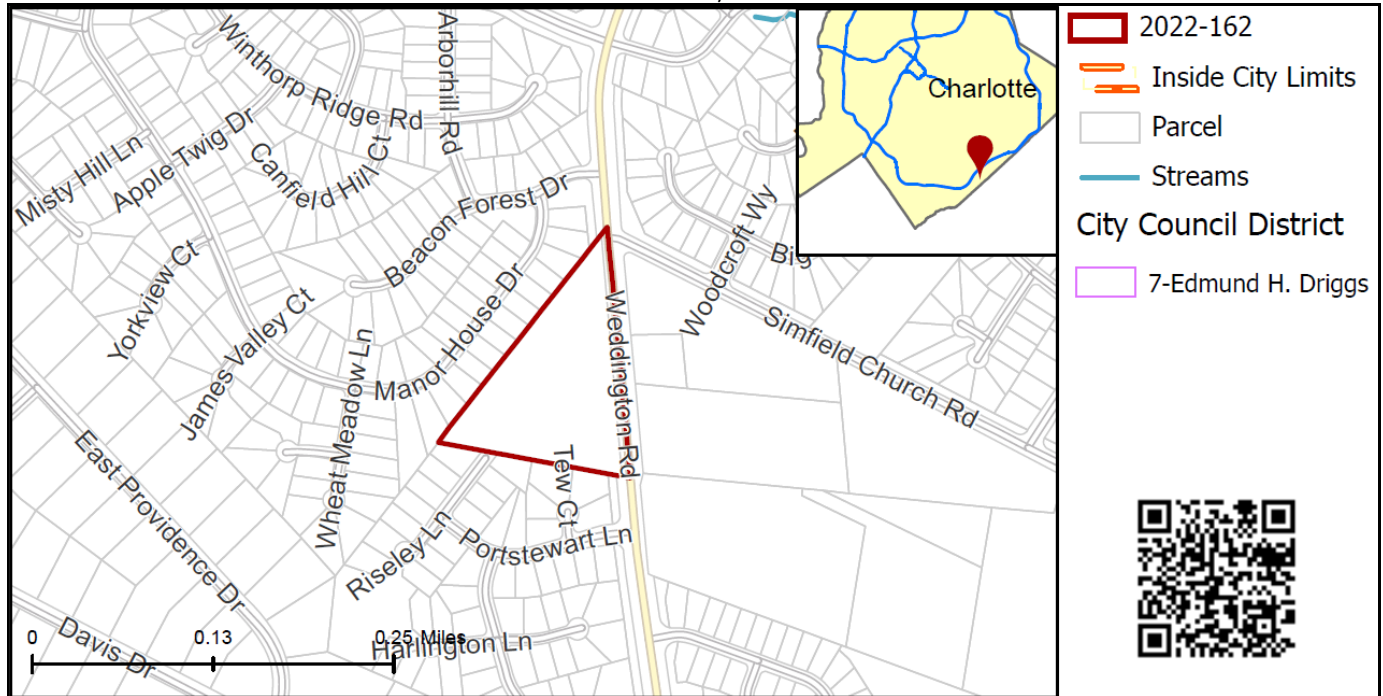 Winthorp Ridge Rd
Arborhill Rd
Misty Hill Ln
Apple Twig Dr
Canfield Hill Ct
Beacon Forest Dr
Yorkview Ct
James Valley Ct
Manor House Dr
Wheat Meadow Ln
Woodcroft Wy
Big
Simfield Church Rd
Weddington Rd
East Providence Dr
Tew Ct
Riseley Ln
Portstewart Ln
Harlington Ln
Davis Dr
0 0.13 0.25 Miles
Charlotte
2022-162
Inside City Limits
Parcel
Streams
City Council District
7-Edmund H. Driggs